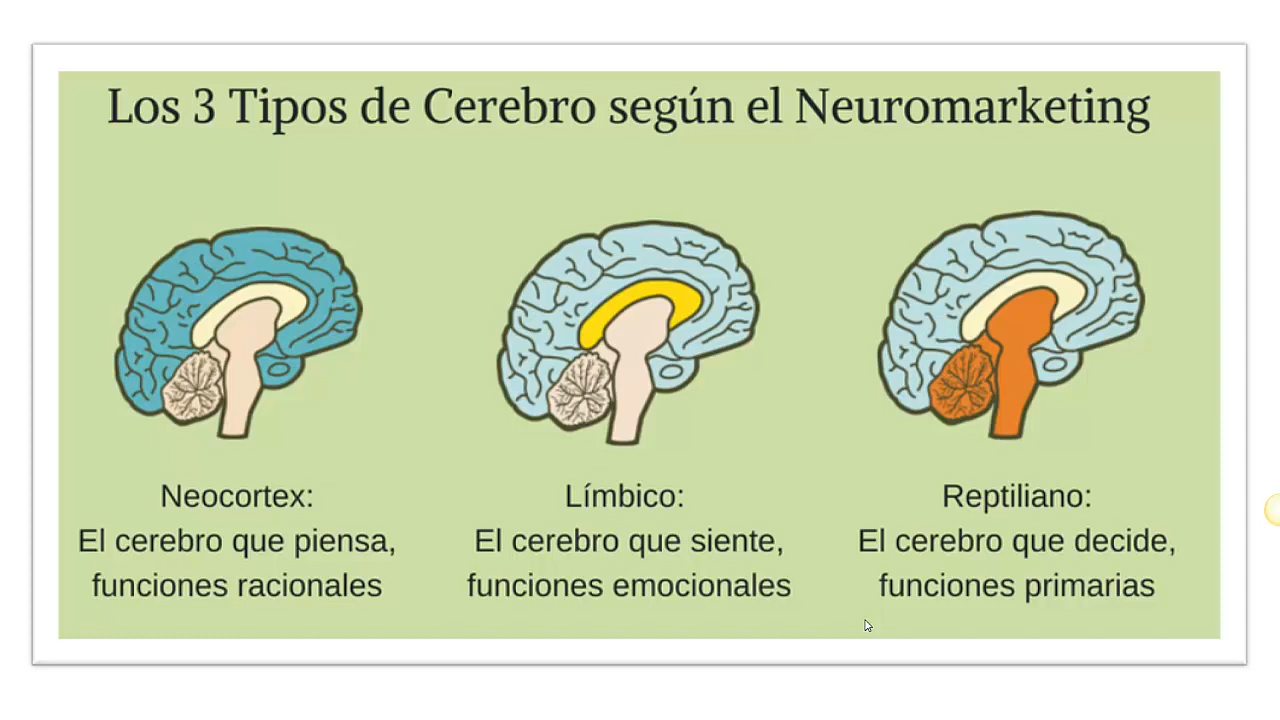 Los 3 Tipos de Cerebro según el Neuromarketing
Neocortex:
El cerebro que piensa,
funciones racionales
Límbico:
El cerebro que siente,
funciones emocionales
Reptiliano:
El cerebro que decide,
funciones primarias